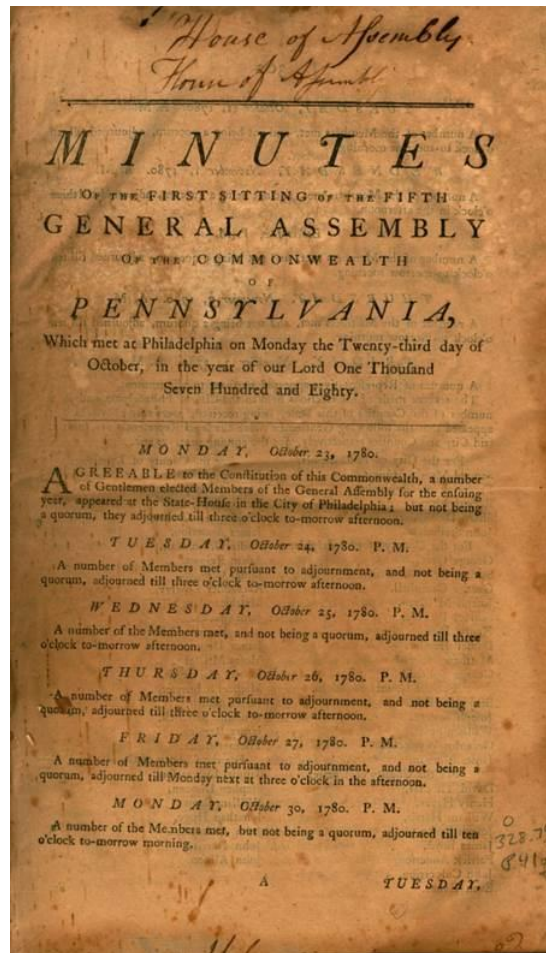 House of Assembly
House of Assembl
MINUTES
OF THE FIRST SITTING OF THE FIFTH
GENERAL ASSEMBLY
OF THE COMMONWEALTH
OF
PENNSYLVANIA,
Which met at Philadelphia on Monday the Twenty-third day of
October, in the year of our Lord One Thousand
Seven Hundred and Eighty.
MONDAY, October 23, 1780.
AGREEABLE to the Constitution of this Commonwealth, a number
of Gentlemen elected Members of the General Assembly for the ensuing
year, appeared at the State-House in the City of Philadelphia; but not being
a quorum, they adjourned till three o'clock to-morrow afternoon.
TUESDAY, October 24, 1780. P. M.
A number of Members met pursuant to adjournment, and not being a
quorum, adjourned till three o'clock to-morrow afternoon.
WEDNESDAY, October 25, 1780. P. M.
A number of the Members met, and not being a quorum, adjourned till three
o'clock to-morrow afternoon.
THURSDAY, October 26, 1780. P. M.
A number of Members met pursuant to adjournment, and not being a
quorum, adjourned till three o'clock to-morrow afternoon.
FRIDAY, October 27, 1780. P. M.
A number of Members met pursuant to adjournment, and not being a
quorum, adjourned till Monday next at three o'clock in the afternoon.
MONDAY, October 30, 1780. P. M.
A number of the Members met, but not being a quorum, adjourned till ten
o'clock to-morrow morning.
A
TUESDAY,